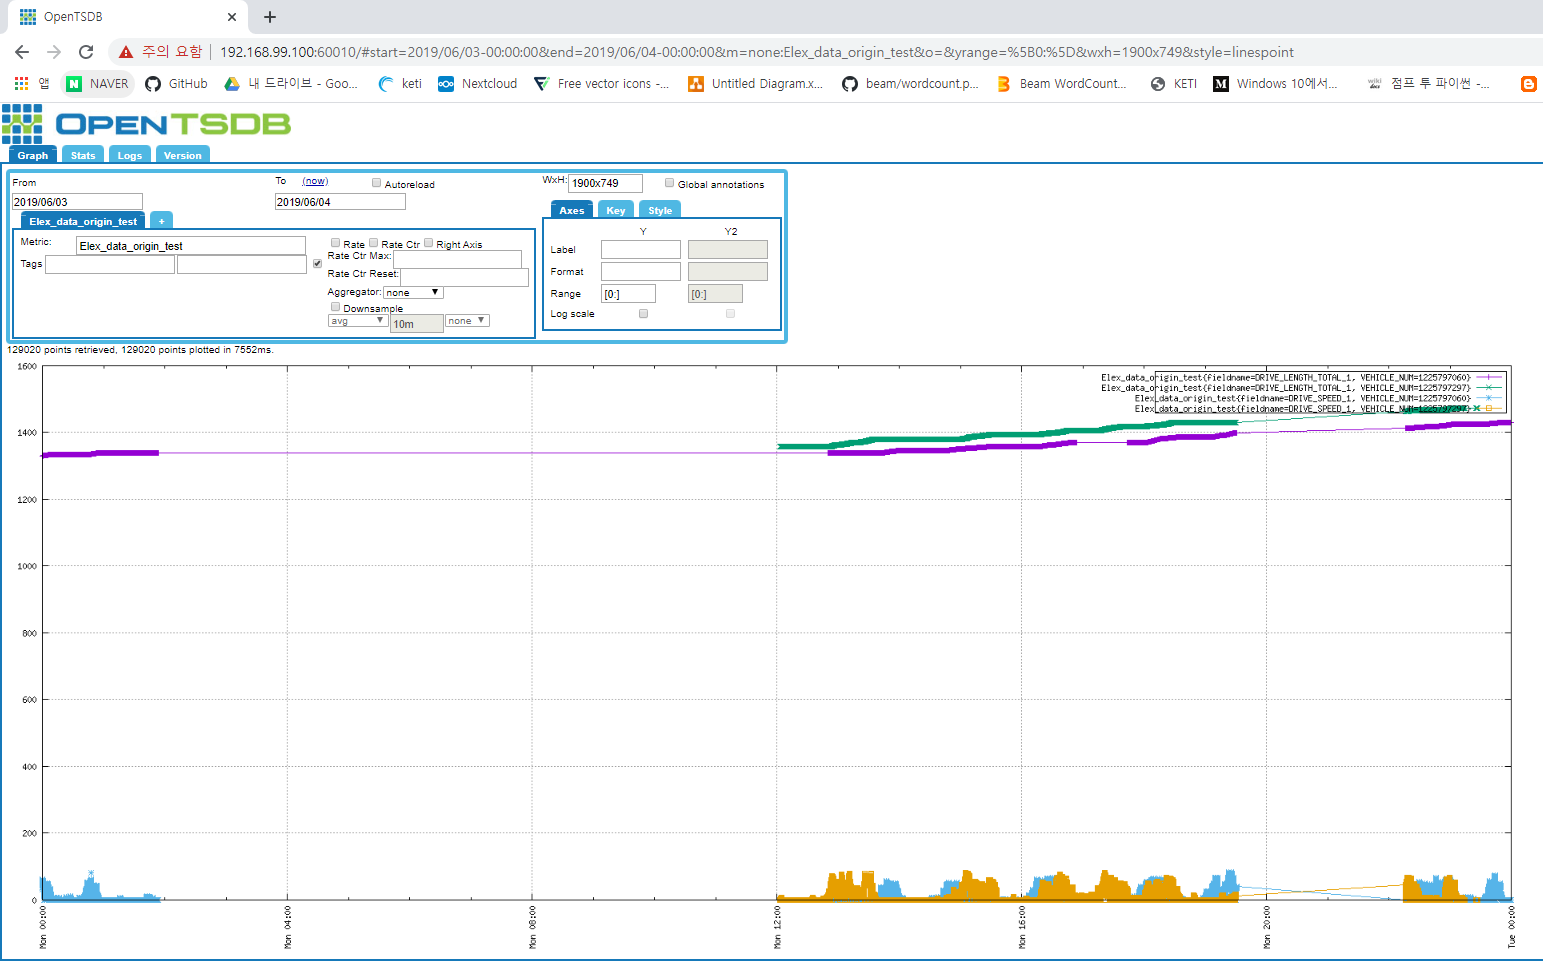 OpenTSDB
주의 요함 192.168.99.100:60010/#start=2019/06/03-00:00:00&end=2019/06/04-00:00:00&m=none:Elex_data_origin_test&o=&yrange=%5B0:%5D&wxh=1900x749&style=linespoint
앱 NAVER GitHub 내 드라이브 - Goo... keti Nextcloud Free vector icons -... Untitled Diagram.x... beam/wordcount.p... Beam WordCount... KETI Windows 10에서... 점프 투 파이썬 -...
OPENTSDB
Graph Stats Logs Version
From To (now) Autoreload WxH: 1900x749 Global annotations
2019/06/03 2019/06/04
Elex_data_origin_test + Axes Key Style
Metric: Elex_data_origin_test Rate Rate Ctr Right Axis Y Y2
Tags Rate Ctr Max: Label
Rate Ctr Reset: Format
Aggregator: none Range [0:] [0:]
Downsample Log scale
avg 10m none
129020 points retrieved, 129020 points plotted in 7552ms.
1600
Elex_data_origin_test{fieldname=DRIVE_LENGTH_TOTAL_1, VEHICLE_NUM=1225797060}
Elex_data_origin_test{fieldname=DRIVE_LENGTH_TOTAL_1, VEHICLE_NUM=1225797297}
Elex_data_origin_test{fieldname=DRIVE_SPEED_1, VEHICLE_NUM=1225797060}
Elex_data_origin_test{fieldname=DRIVE_SPEED_1, VEHICLE_NUM=1225797297}
1400
1200
1000
800
600
400
200
0
Mon 00:00 Mon 04:00 Mon 08:00 Mon 12:00 Mon 16:00 Mon 20:00 Tue 00:00